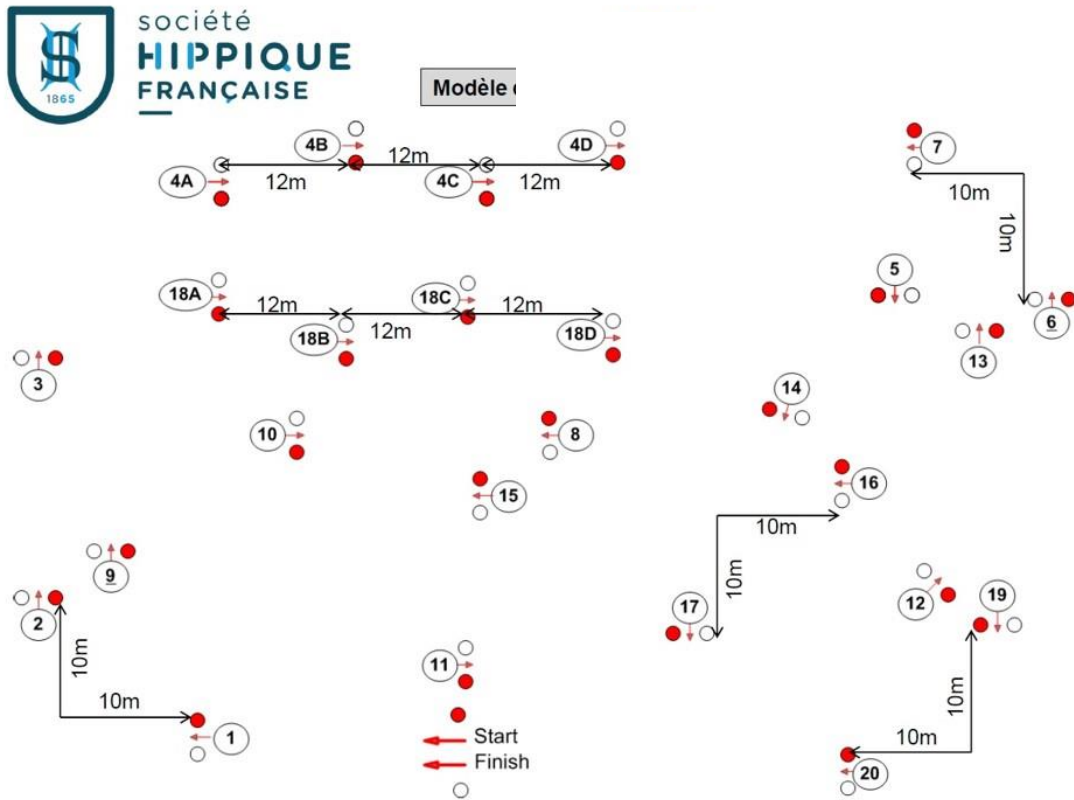 société
HIPPIQUE
FRANÇAISE
1865
Modèle
4B
4D
7
12m
4A
12m
4C
12m
10m
10m
5
18A
18C
12m
12m
12m
18B
18D
6
13
3
14
10
8
16
15
10m
9
10m
12
19
2
17
10m
11
10m
10m
1
Start
10m
Finish
20